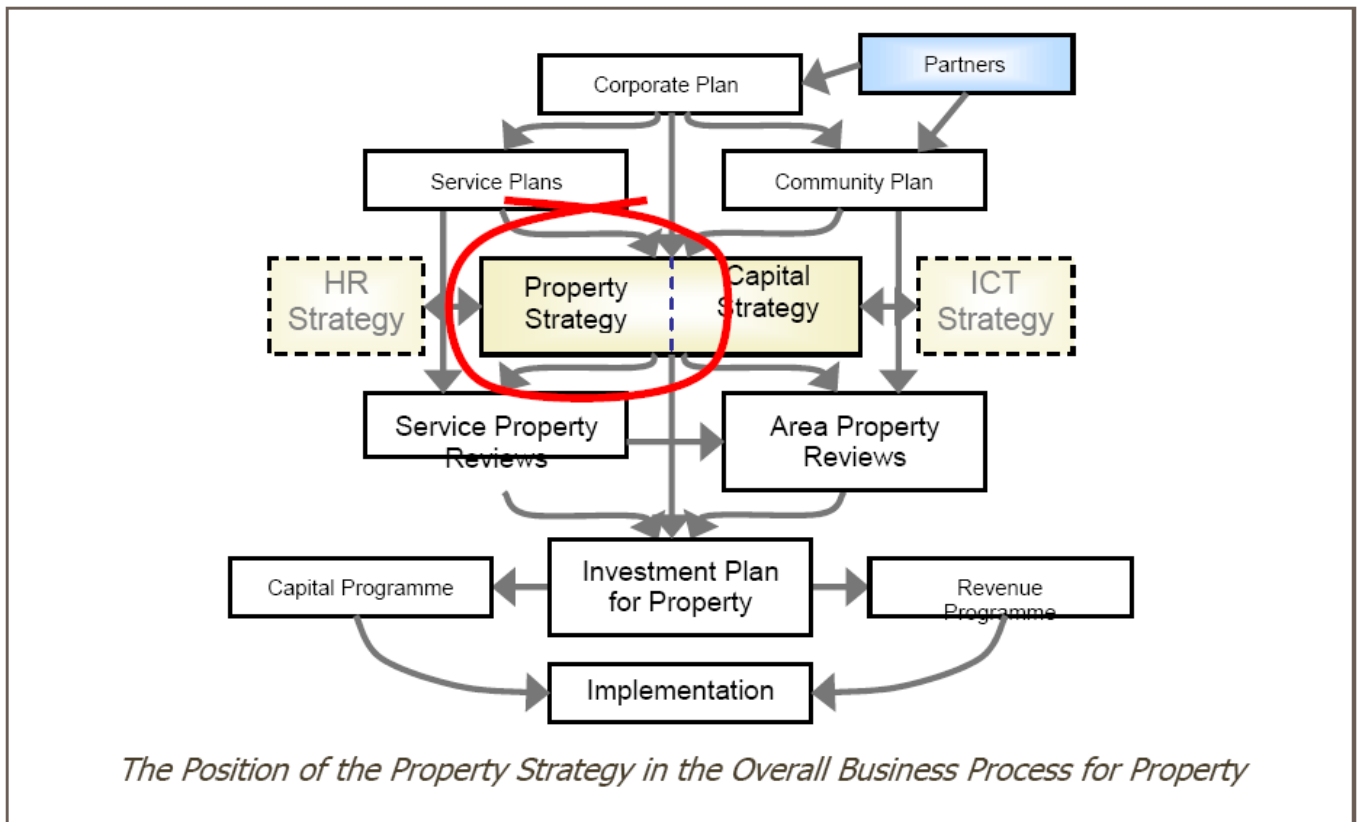 Partners
Corporate Plan
Service Plans
Community Plan
HR
Strategy
Property
Strategy
Capital
Strategy
ICT
Strategy
Service Property
Reviews
Area Property
Reviews
Capital Programme
Investment Plan
for Property
Revenue
Programme
Implementation
The Position of the Property Strategy in the Overall Business Process for Property